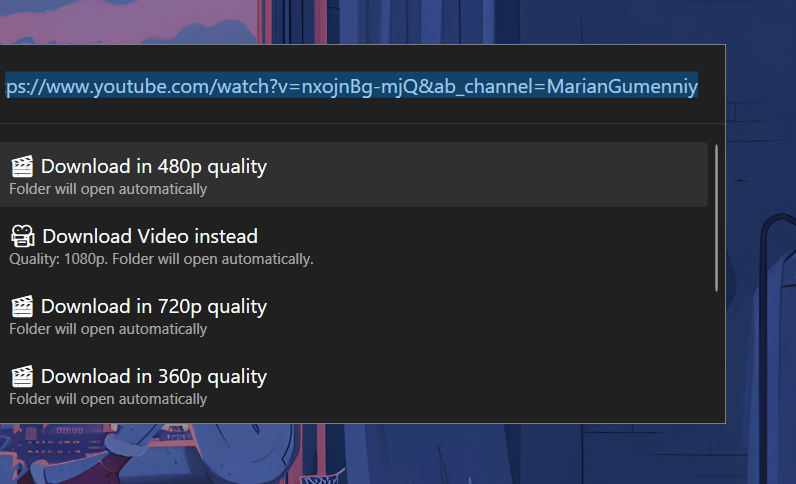 ps://www.youtube.com/watch?v=nxojnBg-mjQ&ab_channel=MarianGumenniy
Download in 480p quality
Folder will open automatically
Download Video instead
Quality: 1080p. Folder will open automatically.
Download in 720p quality
Folder will open automatically
Download in 360p quality
Folder will open automatically